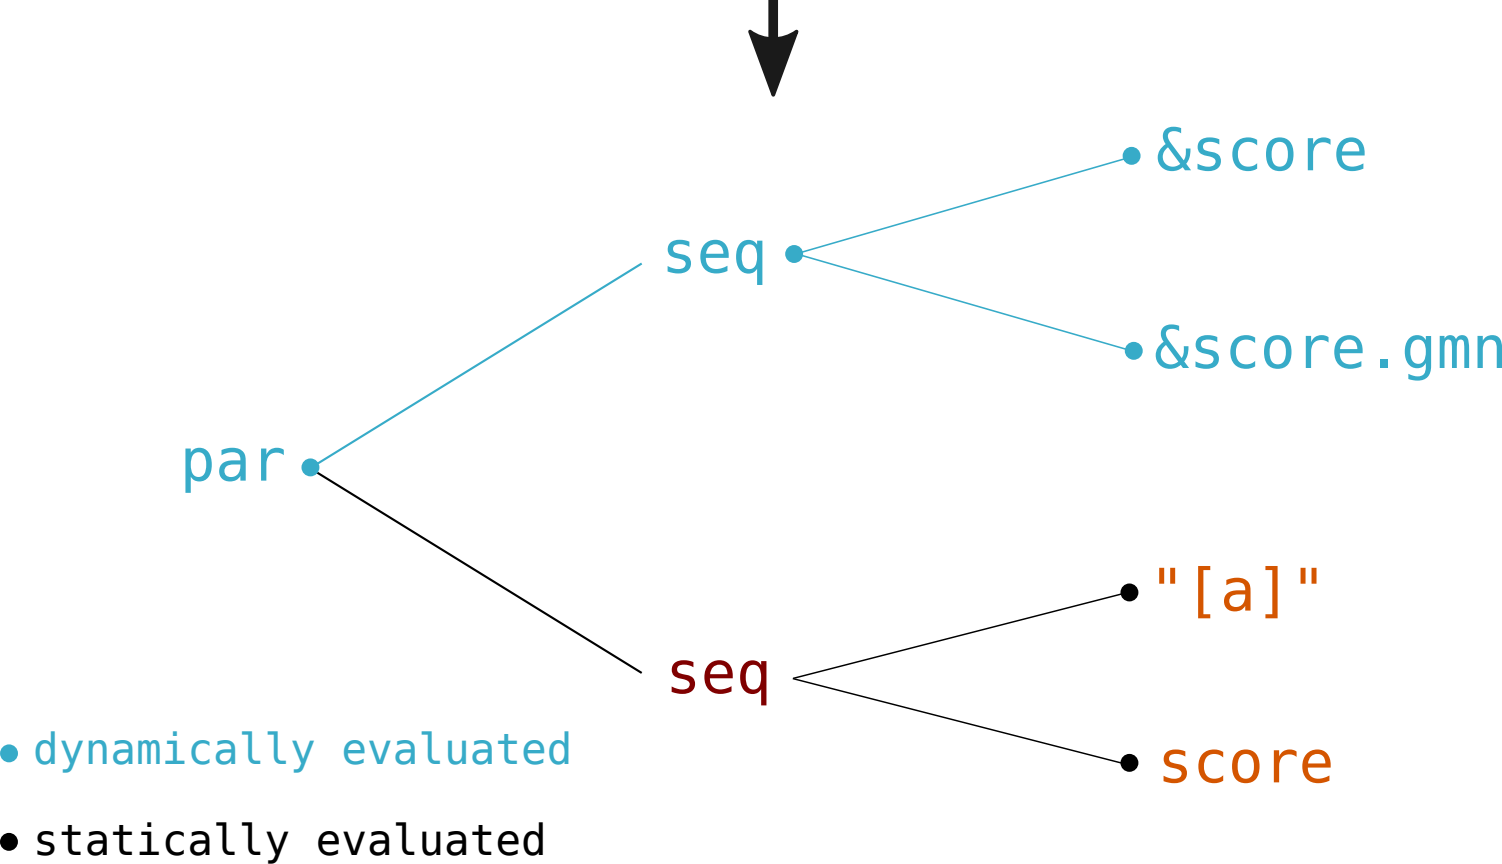 &score
seq
&score.gmn
par
"[a]"
seq
dynamically evaluated
score
statically evaluated